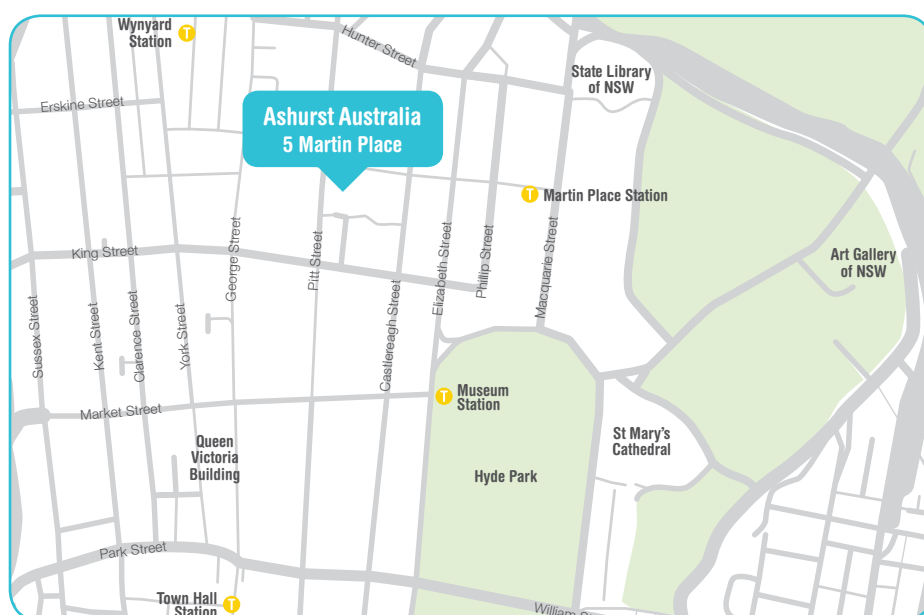 Wynyard
Station
T
Hunter Street
State Library
of NSW
Erskine Street
Ashurst Australia
5 Martin Place
T
Martin Place Station
King Street
George Street
Pitt Street
Elizabeth Street
Phillip Street
Macquarie Street
Art Gallery
of NSW
Sussex Street
Kent Street
Clarence Street
York Street
Castlereagh Street
T
Museum
Station
Market Street
Queen
Victoria
Building
St Mary's
Cathedral
Hyde Park
Park Street
Town Hall
Station
T
William